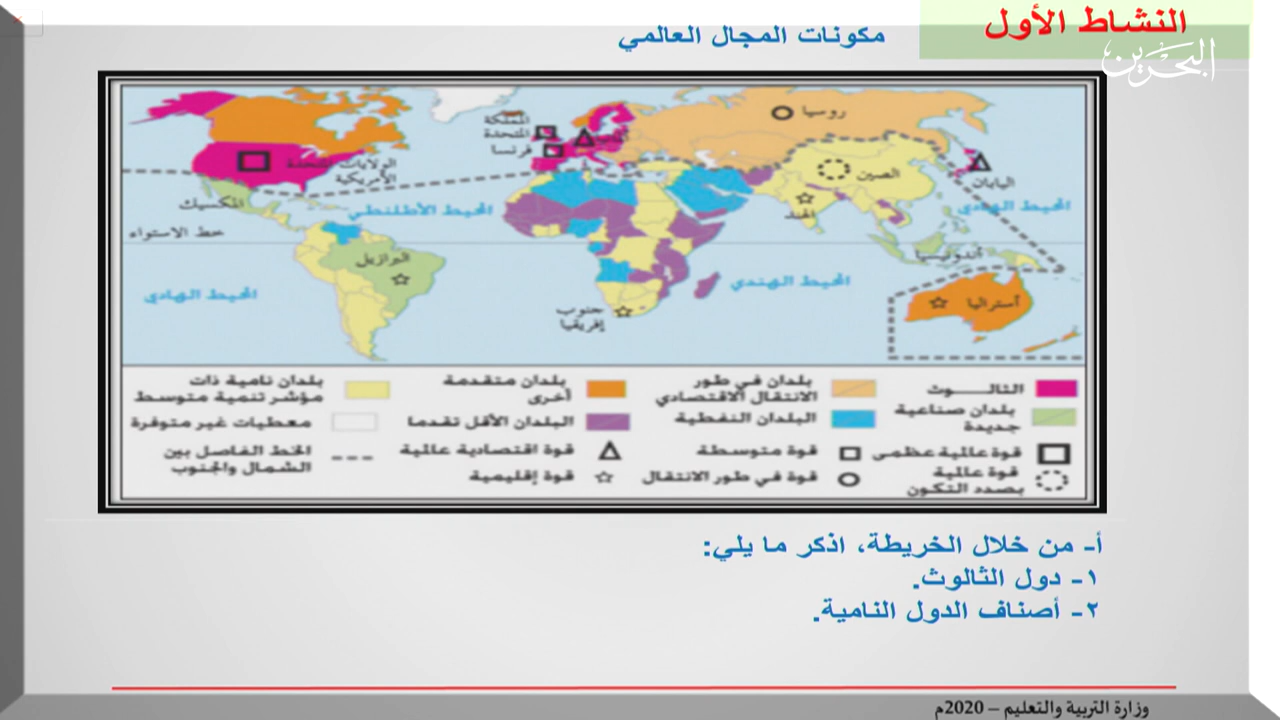 النشاط الأول
البحرين
مكونات المجال العالمي
روسيا
المملكة
المتحدة
فرنسا
الولايات المتحدة
الأمريكية
الصين
اليابان
الهند
المكسيك
المحيط الأطلنطي
المحيط الهندي
خط الاستواء
البرازيل
أندونيسيا
المحيط الهادي
المحيط الهندي
أستراليا
جنوب
إفريقيا
الثالـــوث
بلدان في طور
الانتقال الاقتصادي
بلدان متقدمة
أخرى
بلدان نامية ذات
مؤشر تنمية متوسط
بلدان صناعية
جديدة
البلدان النفطية
البلدان الأقل تقدما
معطيات غير متوفرة
قوة عالمية عظمى
قوة متوسطة
قوة اقتصادية عالمية
الخط الفاصل بين
الشمال والجنوب
قوة عالمية
بصدد التكون
قوة في طور الانتقال
قوة إقليمية
أ- من خلال الخريطة، اذكر ما يلي:
١- دول الثالوث.
٢- أصناف الدول النامية.
وزارة التربية والتعليم – 2020م